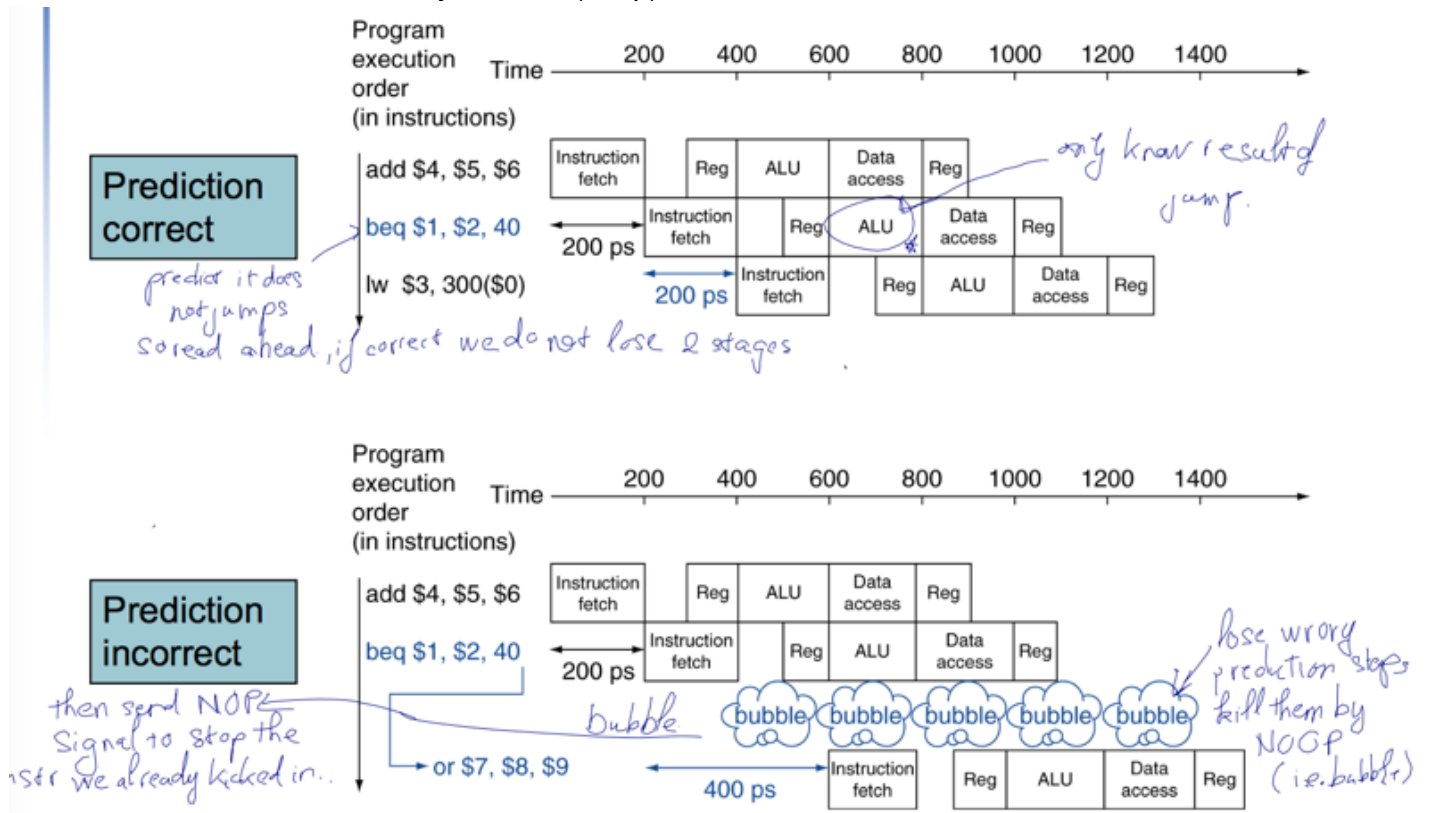 Program
execution
order
(in instructions)
Time
200 400 600 800 1000 1200 1400
Prediction
correct
add $4, $5, $6
Instruction
fetch
Reg
ALU
Data
access
Reg
only know result of
jump.
beq $1, $2, 40
200 ps
Instruction
fetch
Reg
ALU
Data
access
Reg
lw $3, 300($0)
200 ps
Instruction
fetch
Reg
ALU
Data
access
Reg
it does
not jumps
so read ahead, if correct we do not lose 2 stages
Program
execution
order
(in instructions)
Time
200 400 600 800 1000 1200 1400
Prediction
incorrect
add $4, $5, $6
Instruction
fetch
Reg
ALU
Data
access
Reg
beq $1, $2, 40
200 ps
Instruction
fetch
Reg
ALU
Data
access
Reg
lose wrong
prediction steps
kill them by
NOOP
(i.e. bubble)
then send NOP
signal to stop the
instr we already kicked in..
bubble
bubble bubble bubble bubble bubble
or $7, $8, $9
400 ps
Instruction
fetch
Reg
ALU
Data
access
Reg